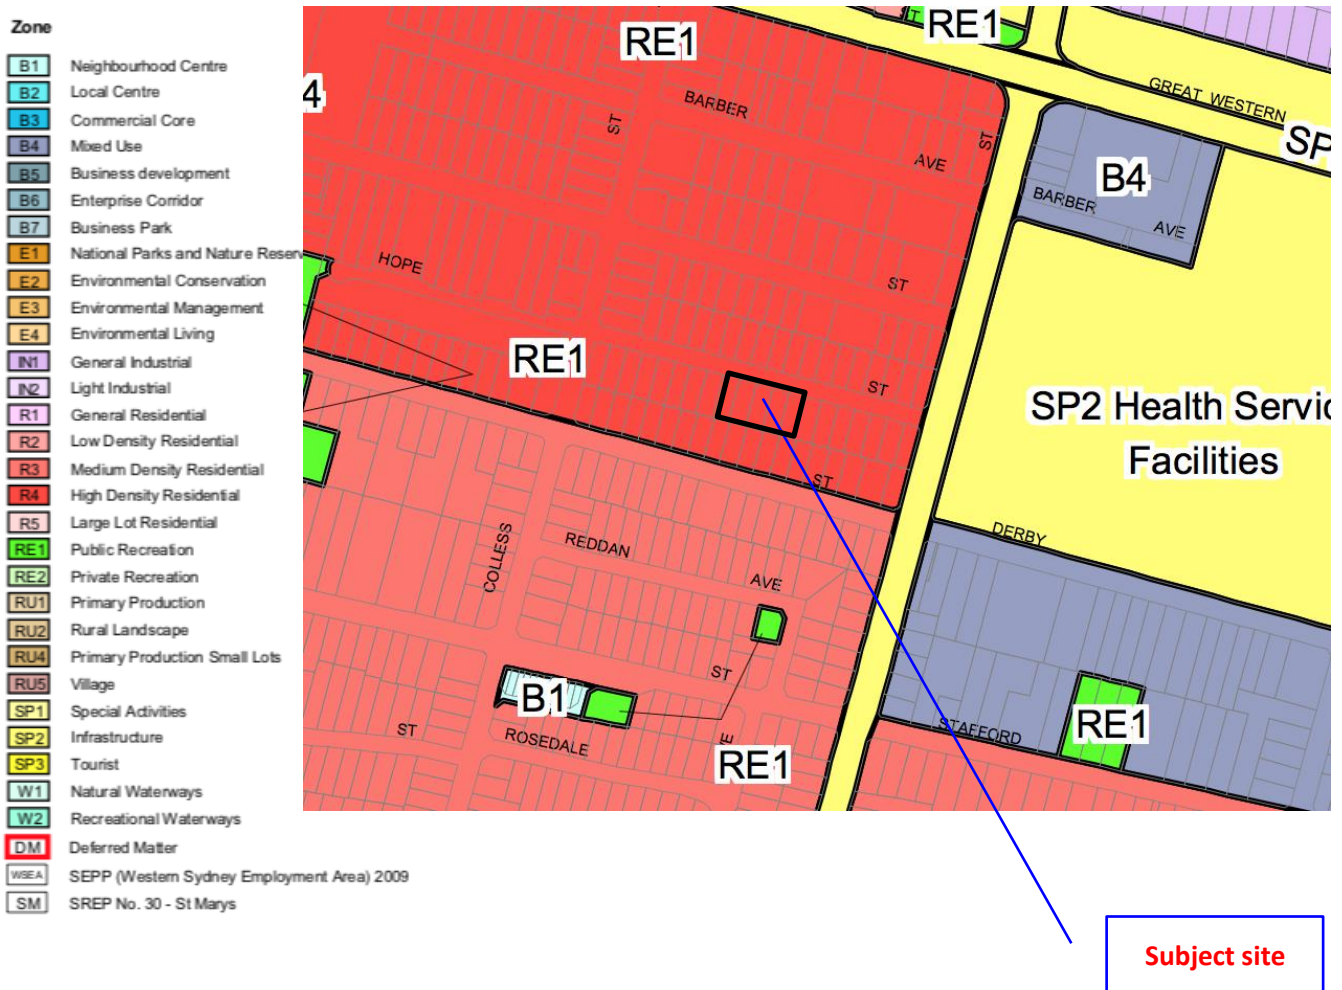 Zone
B1 Neighbourhood Centre
B2 Local Centre
B3 Commercial Core
B4 Mixed Use
B5 Business development
B6 Enterprise Corridor
B7 Business Park
E1 National Parks and Nature Reserv
E2 Environmental Conservation
E3 Environmental Management
E4 Environmental Living
IN1 General Industrial
IN2 Light Industrial
R1 General Residential
R2 Low Density Residential
R3 Medium Density Residential
R4 High Density Residential
R5 Large Lot Residential
RE1 Public Recreation
RE2 Private Recreation
RU1 Primary Production
RU2 Rural Landscape
RU4 Primary Production Small Lots
RU5 Village
SP1 Special Activities
SP2 Infrastructure
SP3 Tourist
W1 Natural Waterways
W2 Recreational Waterways
DM Deferred Matter
WSEA SEPP (Western Sydney Employment Area) 2009
SM SREP No. 30 - St Marys
RE1
RE1
T
4
BARBER
AVE
ST
ST
GREAT WESTERN
SP
B4
BARBER
AVE
HOPE
ST
RE1
ST
SP2 Health Servic
Facilities
ST
COLLESS
REDDAN
AVE
DERBY
ST
B1
ST
ROSEDALE
VE
RE1
STAFFORD
RE1
Subject site